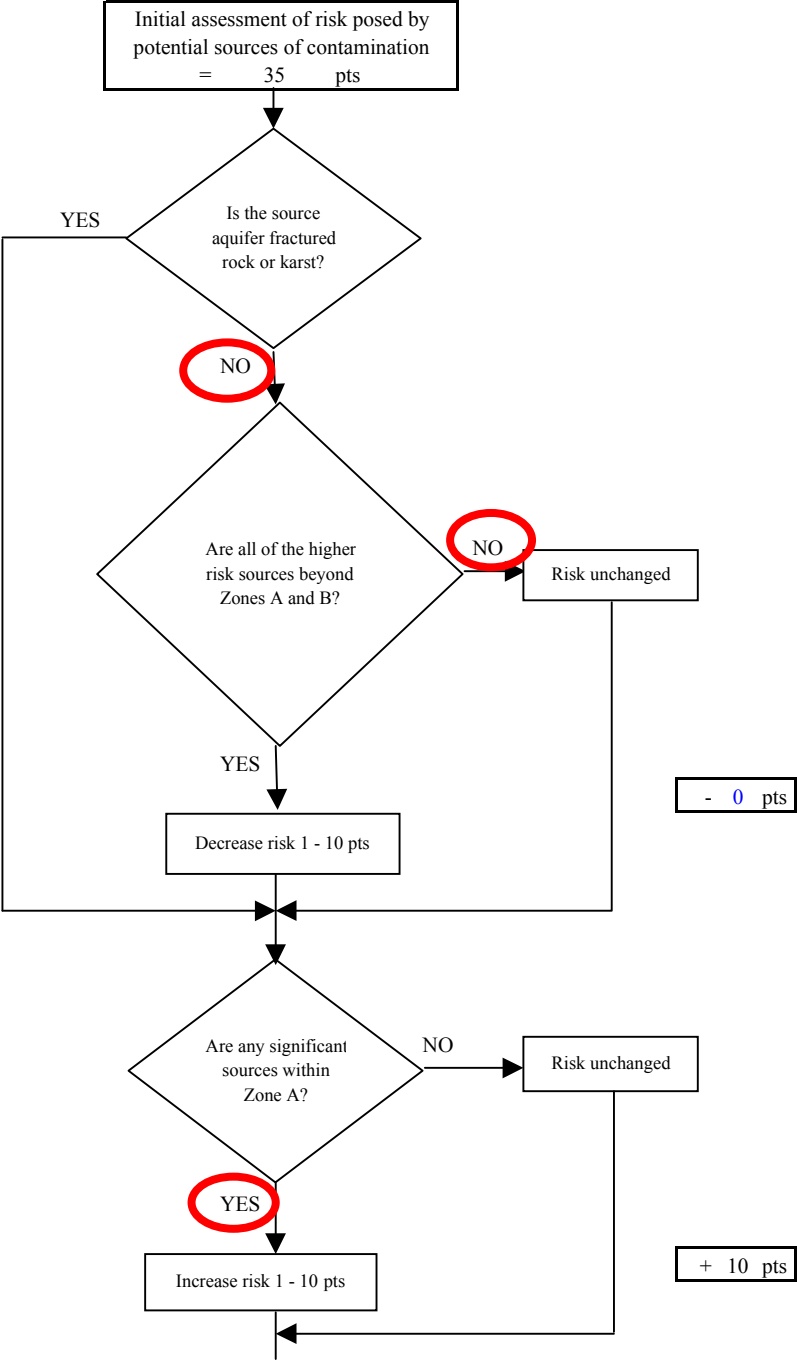 Initial assessment of risk posed by
potential sources of contamination
= 35 pts
YES
Is the source
aquifer fractured
rock or karst?
NO
Are all of the higher
risk sources beyond
Zones A and B?
NO
Risk unchanged
YES
- 0 pts
Decrease risk 1 - 10 pts
Are any significant
sources within
Zone A?
NO
Risk unchanged
YES
+ 10 pts
Increase risk 1 - 10 pts